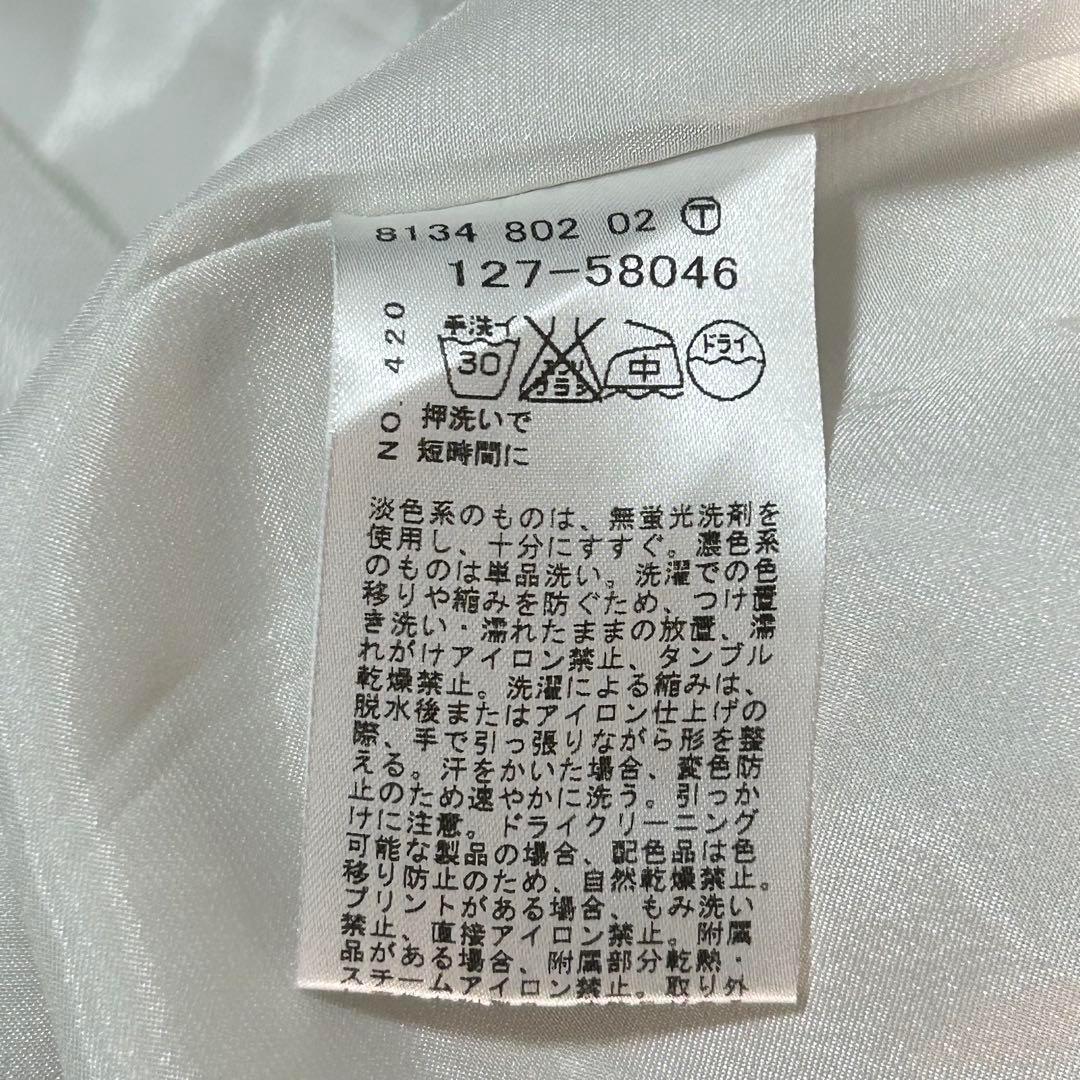 8134 802 02 Ⓣ
127-58046
NO. 420
手洗イ
30
エンソ
サラシ
中
ドライ
押洗いで
短時間に
淡色系のものは、無蛍光洗剤を
使用し、十分にすすぐ。濃色系
のものは単品洗い。洗濯での色
移りや縮みを防ぐため、つけ置
き洗い・濡れたままの放置、濡
れがけアイロン禁止、タンブル
乾燥禁止。洗濯による縮みは、
脱水後またはアイロン仕上げの
際、手で引っ張りながら形を整
える。汗をかいた場合、変色防
止のため速やかに洗う。引っか
けに注意。ドライクリーニング
可能な製品の場合、配色品は色
移り防止のため、自然乾燥禁止。
プリントがある場合、もみ洗い
禁止、直接アイロン禁止。附属
品がある場合、附属部分乾熱・
スチームアイロン禁止。取り外